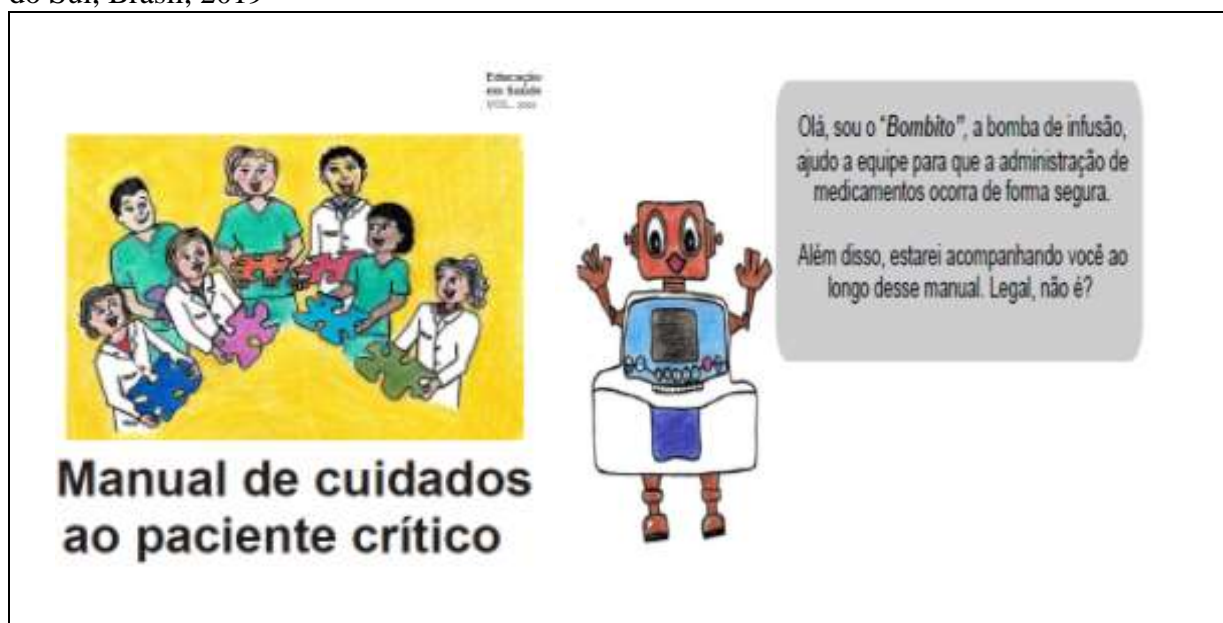 do Sul, Brasil, 2019
Educação
em Saúde
VOL.
Manual de cuidados
ao paciente crítico
Olá, sou o “Bombito”, a bomba de infusão,
ajudo a equipe para que a administração de
medicamentos ocorra de forma segura.
Além disso, estarei acompanhando você ao
longo desse manual. Legal, não é?